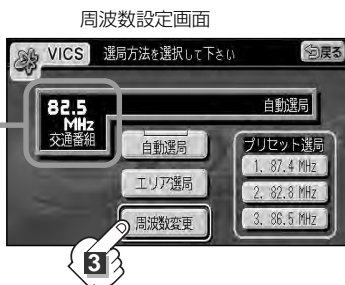 周波数設定画面
VICS 選局方法を選択して下さい 戻る
82.5
MHz
交通番組
自動選局
自動選局
エリア選局
周波数変更
プリセット選局
1. 87.4 MHz
2. 82.8 MHz
3. 86.5 MHz
3